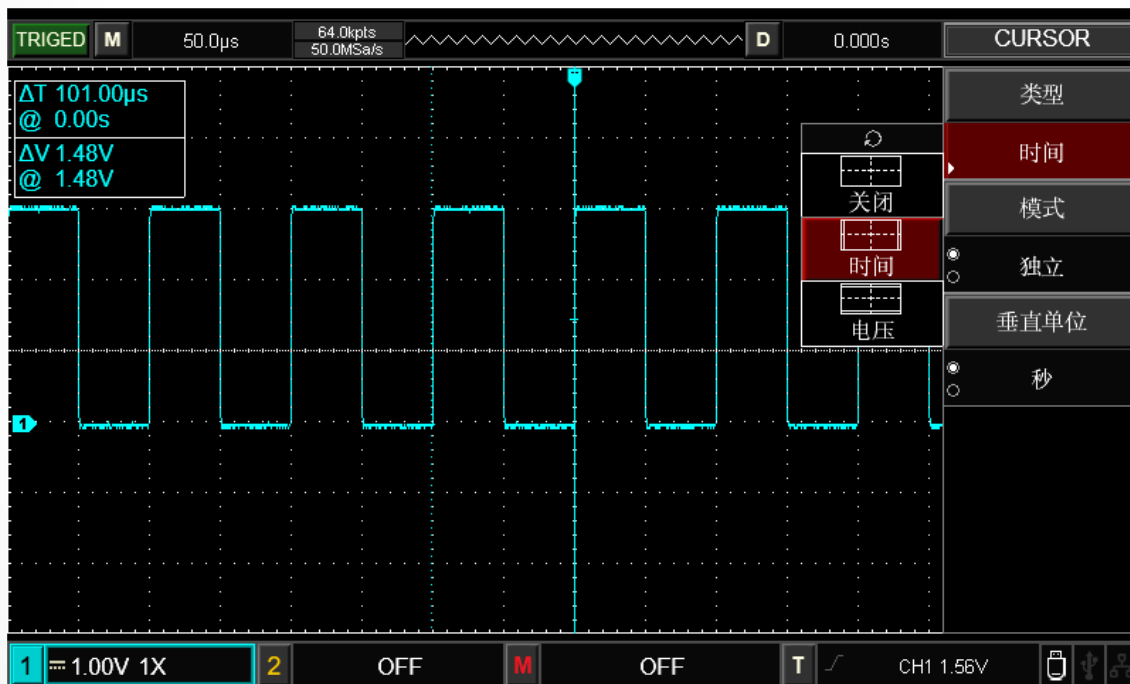 TRIGED M 50.0μs 64.0kpts 50.0MSa/s D 0.000s CURSOR
ΔT 101.00μs
@ 0.00s
ΔV 1.48V
@ 1.48V
关闭
时间
电压
类型
时间
模式
独立
垂直单位
秒
1
1 1.00V 1X 2 OFF M OFF T CH1 1.56V